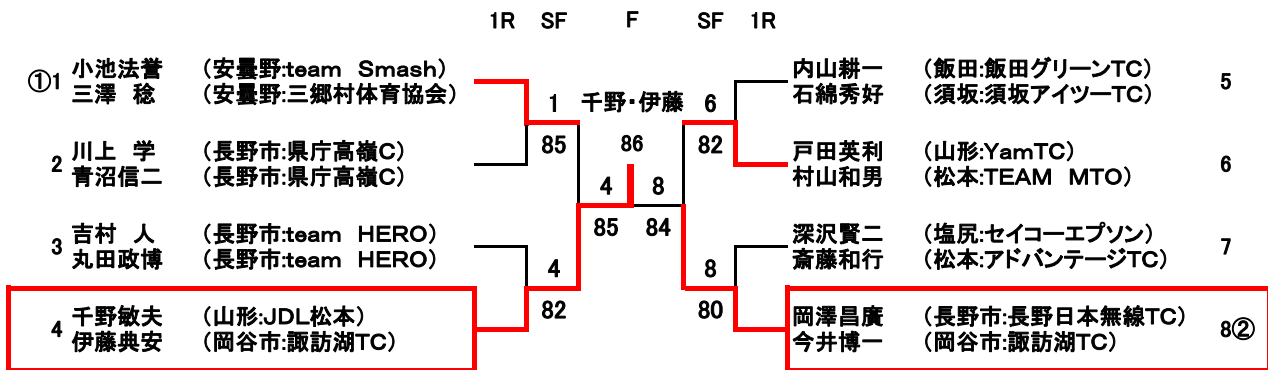 1R SF F SF 1R
①1 小池法誉 (安曇野:team Smash)
三澤 稔 (安曇野:三郷村体育協会)
2 川上 学 (長野市:県庁高嶺C)
青沼信二 (長野市:県庁高嶺C)
3 吉村 人 (長野市:team HERO)
丸田政博 (長野市:team HERO)
4 千野敏夫 (山形:JDL松本)
伊藤典安 (岡谷市:諏訪湖TC)
1
85
4
82
千野・伊藤
86
4 8
85 84
6
82
8
80
内山耕一 (飯田:飯田グリーンTC) 5
石綿秀好 (須坂:須坂アイツーTC)
戸田英利 (山形:YamTC) 6
村山和男 (松本:TEAM MTO)
深沢賢二 (塩尻:セイコーエプソン) 7
斎藤和行 (松本:アドバンテージTC)
岡澤昌廣 (長野市:長野日本無線TC) 8②
今井博一 (岡谷市:諏訪湖TC)